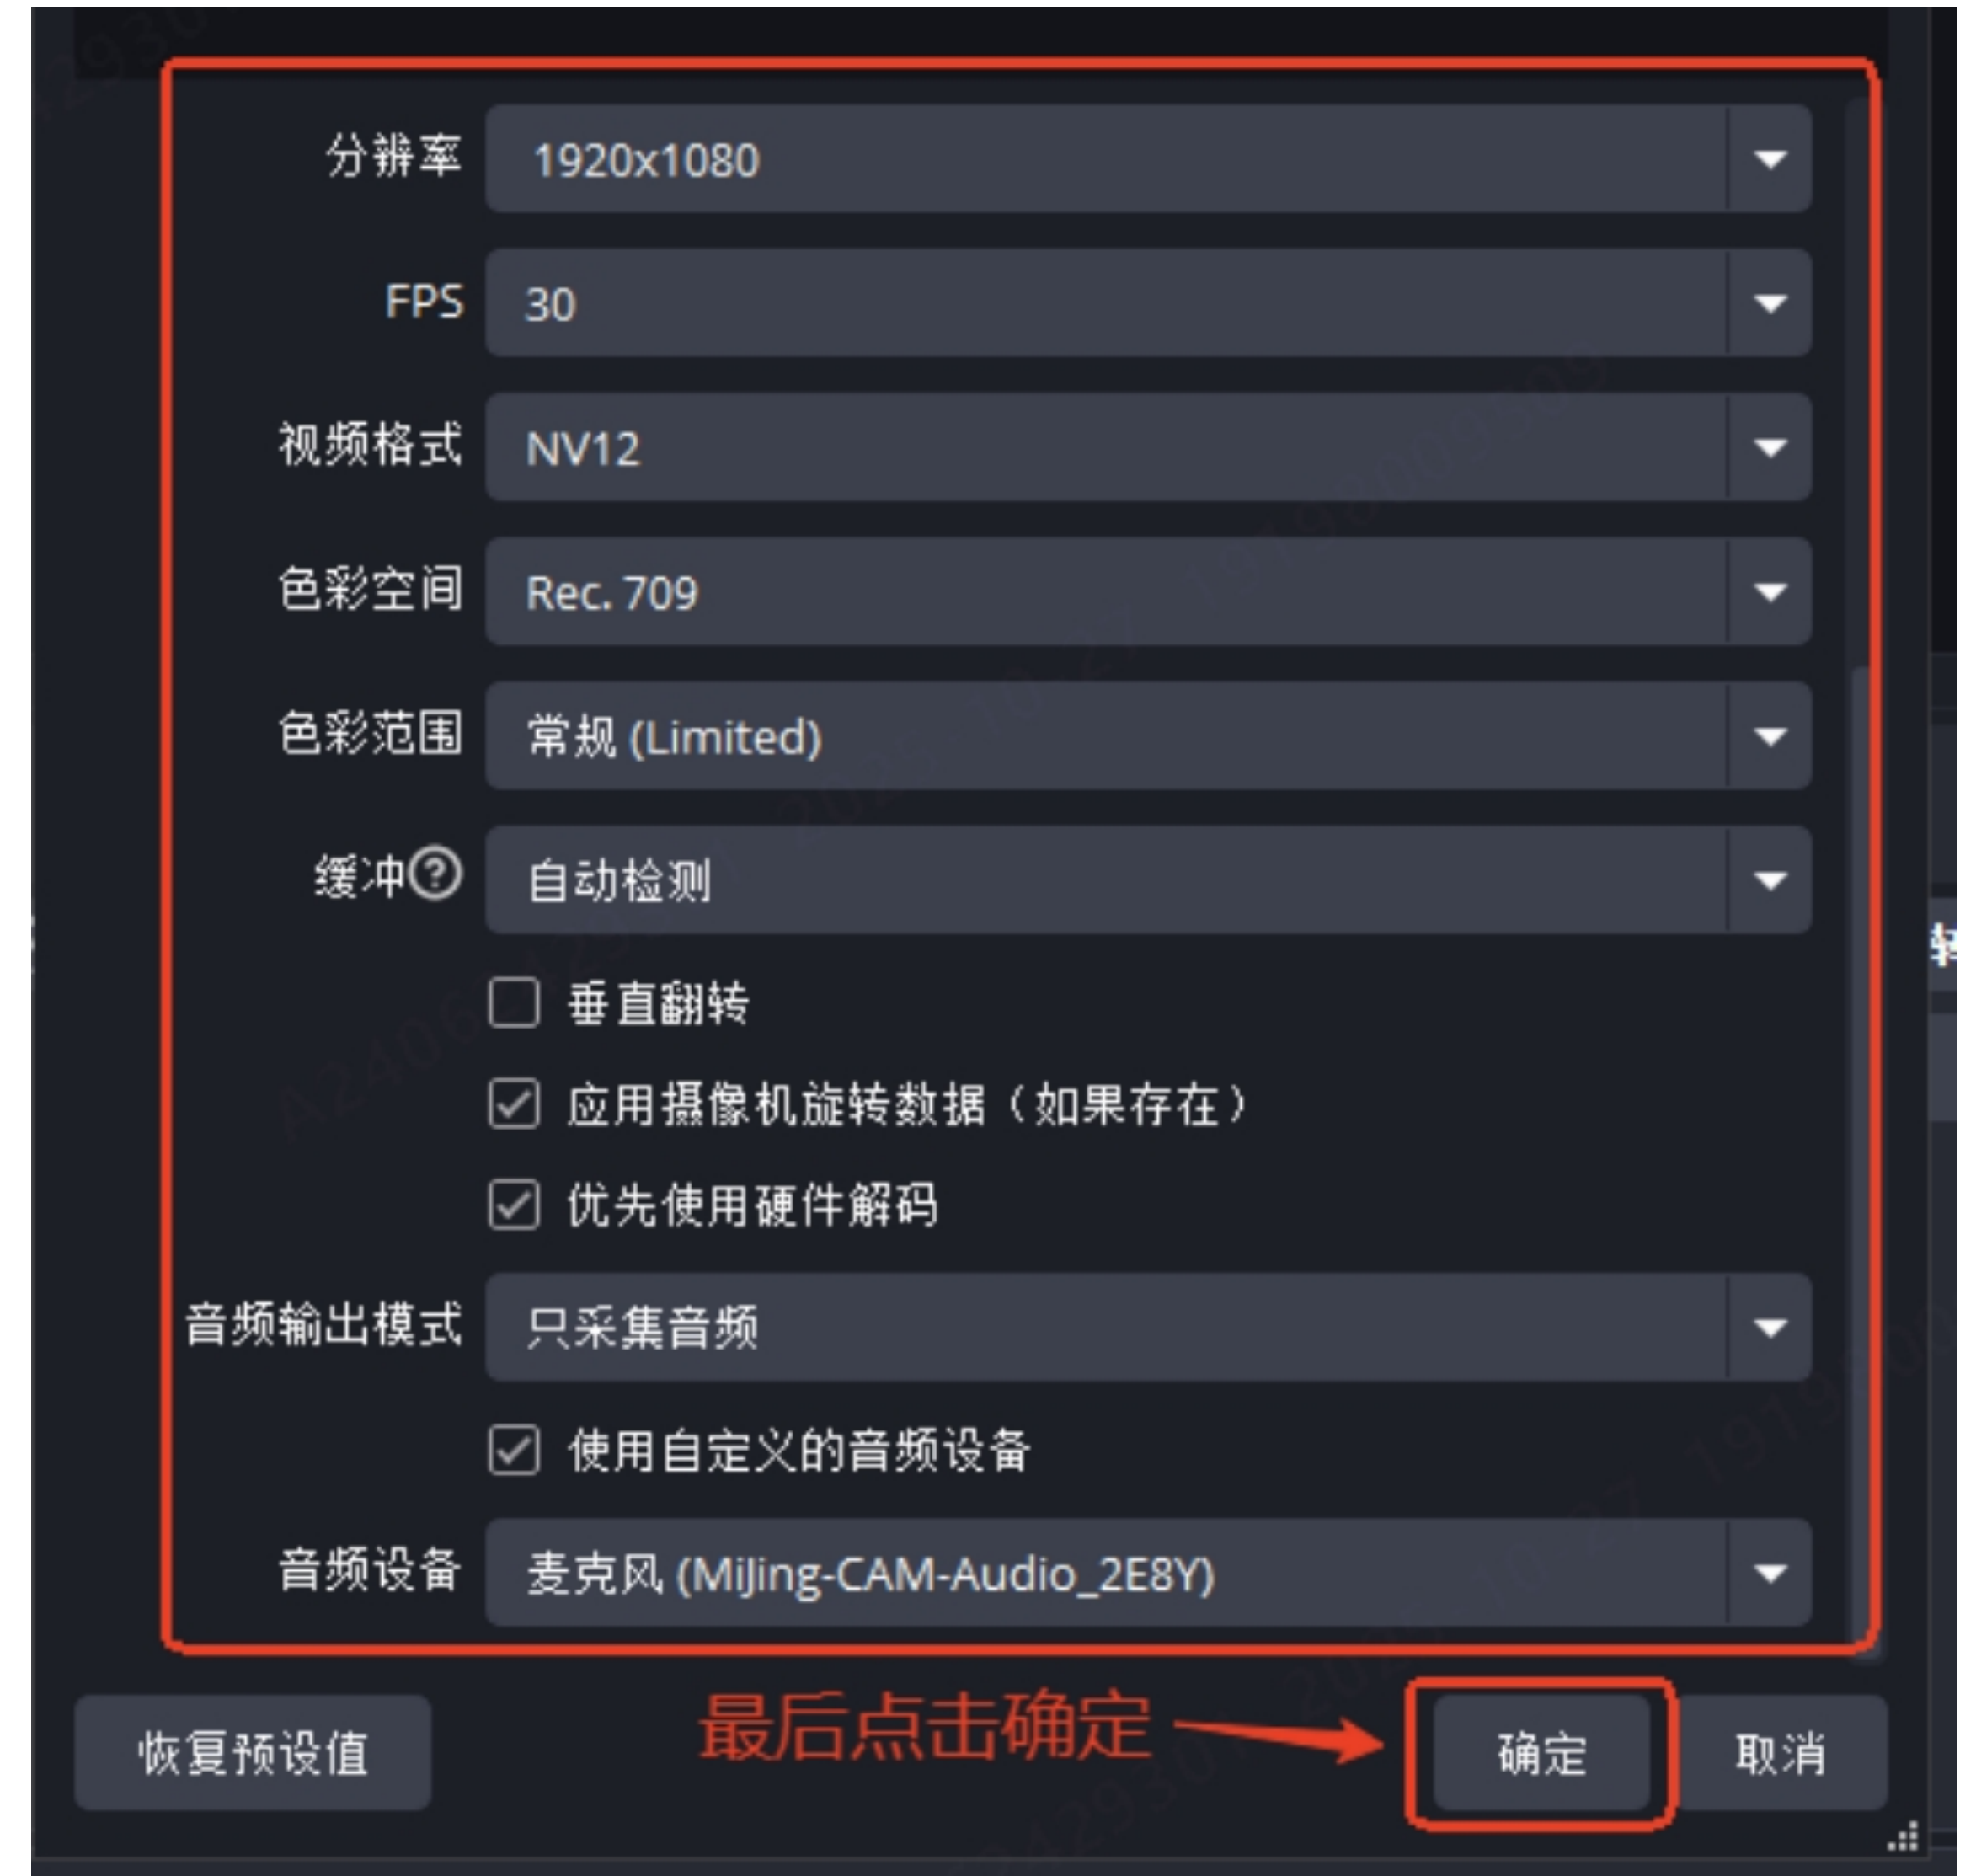 分辨率 1920x1080
FPS 30
视频格式 NV12
色彩空间 Rec. 709
色彩范围 常规 (Limited)
缓冲? 自动检测
垂直翻转
应用摄像机旋转数据（如果存在）
优先使用硬件解码
音频输出模式 只采集音频
使用自定义的音频设备
音频设备 麦克风 (MiJing-CAM-Audio_2E8Y)
恢复预设值 最后点击确定 确定 取消